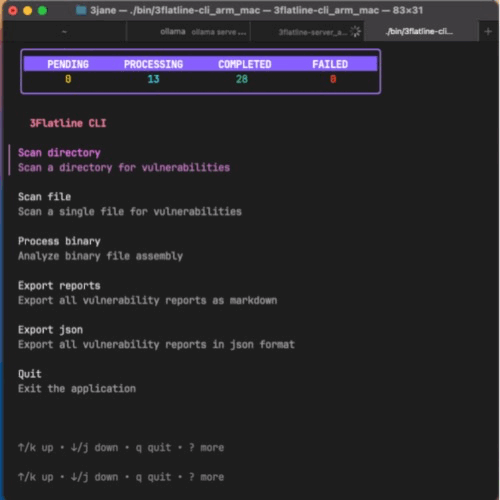 3jane — ./bin/3flatline-cli_arm_mac — 3flatline-cli_arm_mac — 83×31
~ ollama ollama serve ... 3flatline-server_a... ./bin/3flatline-cli... +
PENDING PROCESSING COMPLETED FAILED
0 13 28 0
3Flatline CLI
Scan directory
Scan a directory for vulnerabilities
Scan file
Scan a single file for vulnerabilities
Process binary
Analyze binary file assembly
Export reports
Export all vulnerability reports as markdown
Export json
Export all vulnerability reports in json format
Quit
Exit the application
↑/k up • ↓/j down • q quit • ? more
↑/k up • ↓/j down • q quit • ? more